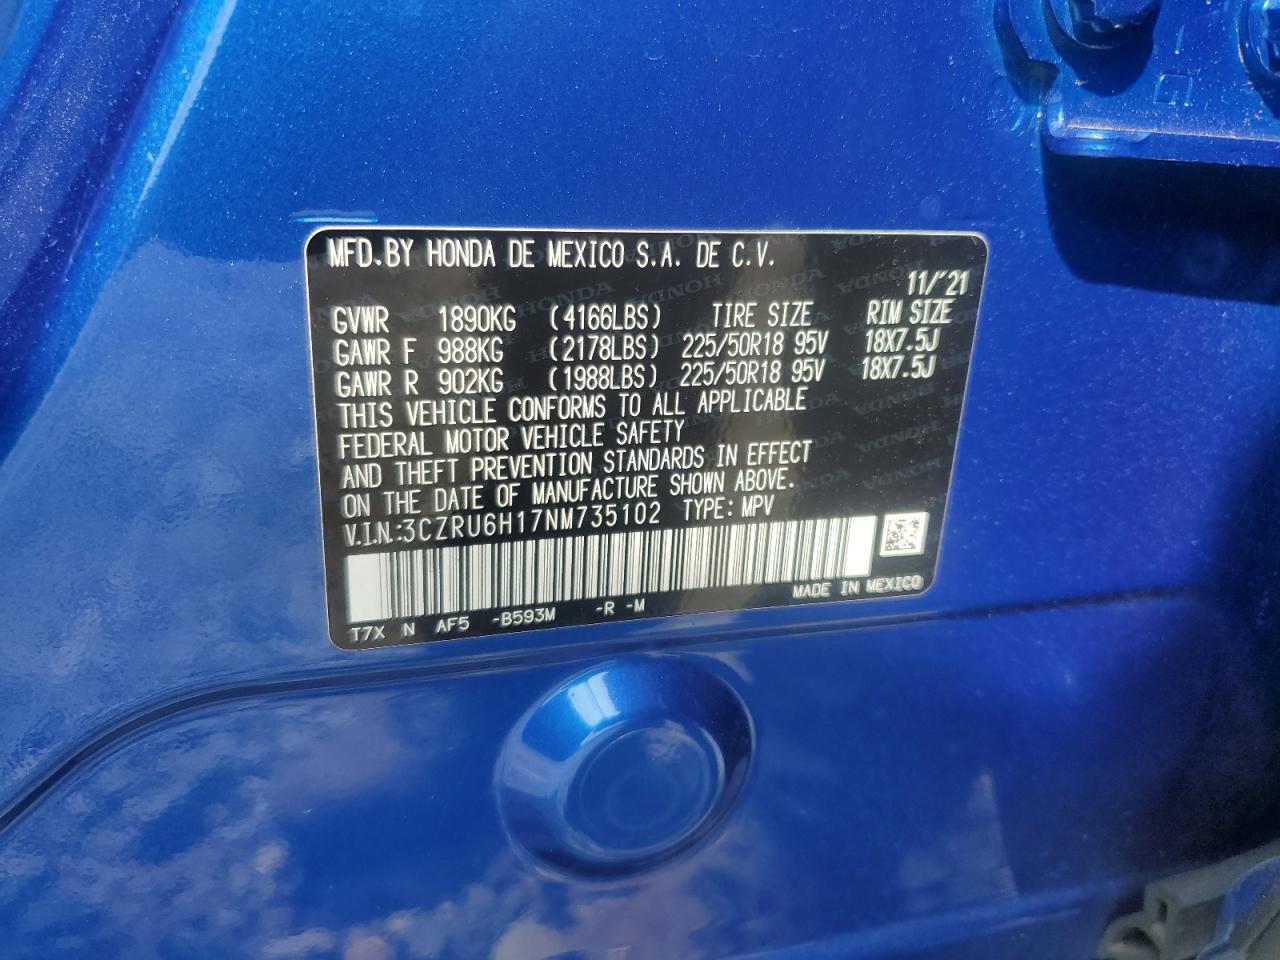 MFD.BY HONDA DE MEXICO S.A. DE C.V.
11/'21
GVWR 1890KG (4166LBS) TIRE SIZE RIM SIZE
GAWR F 988KG (2178LBS) 225/50R18 95V 18X7.5J
GAWR R 902KG (1988LBS) 225/50R18 95V 18X7.5J
THIS VEHICLE CONFORMS TO ALL APPLICABLE
FEDERAL MOTOR VEHICLE SAFETY
AND THEFT PREVENTION STANDARDS IN EFFECT
ON THE DATE OF MANUFACTURE SHOWN ABOVE.
V.I.N.:3CZRU6H17NM735102 TYPE: MPV
MADE IN MEXICO
T7X N AF5 -B593M -R -M